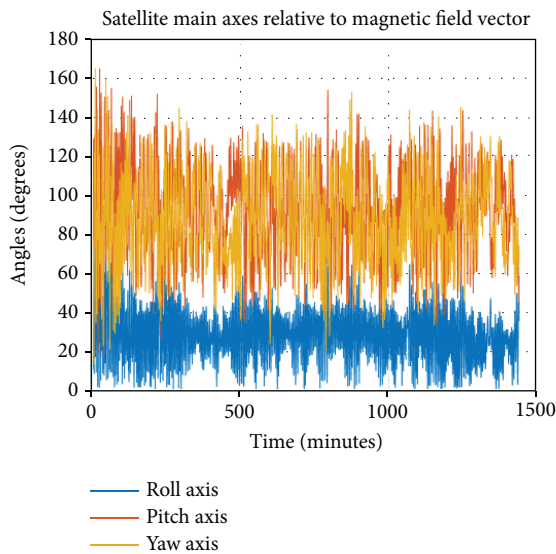 Satellite main axes relative to magnetic field vector
180
160
140
120
100
80
60
40
20
0
Angles (degrees)
0 500 1000 1500
Time (minutes)
Roll axis
Pitch axis
Yaw axis